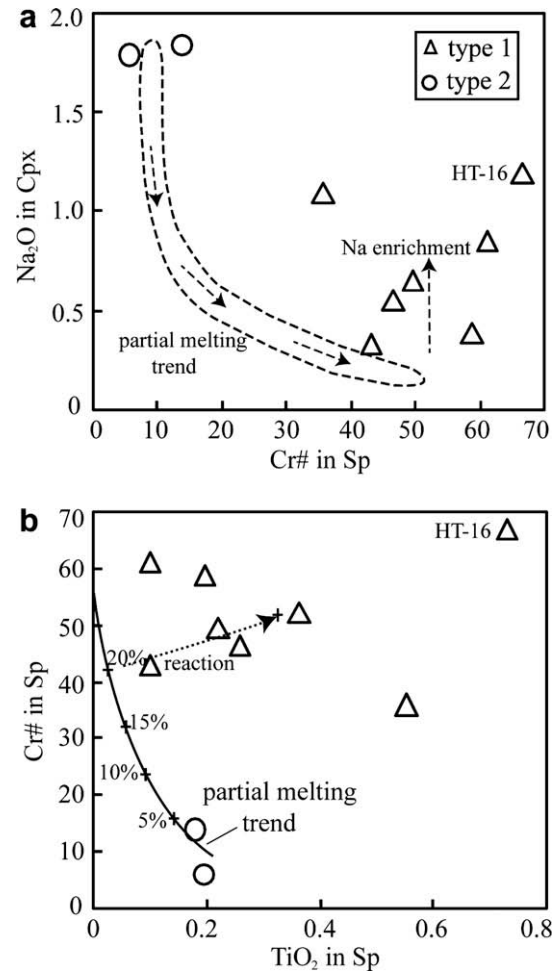 a
2.0
1.5
1.0
0.5
0
Na₂O in Cpx
type 1
type 2
HT-16
Na enrichment
partial melting
trend
0 10 20 30 40 50 60 70
Cr# in Sp
b
70
60
50
40
30
20
10
0
Cr# in Sp
HT-16
20%
reaction
15%
10%
5%
partial melting
trend
0 0.2 0.4 0.6 0.8
TiO₂ in Sp